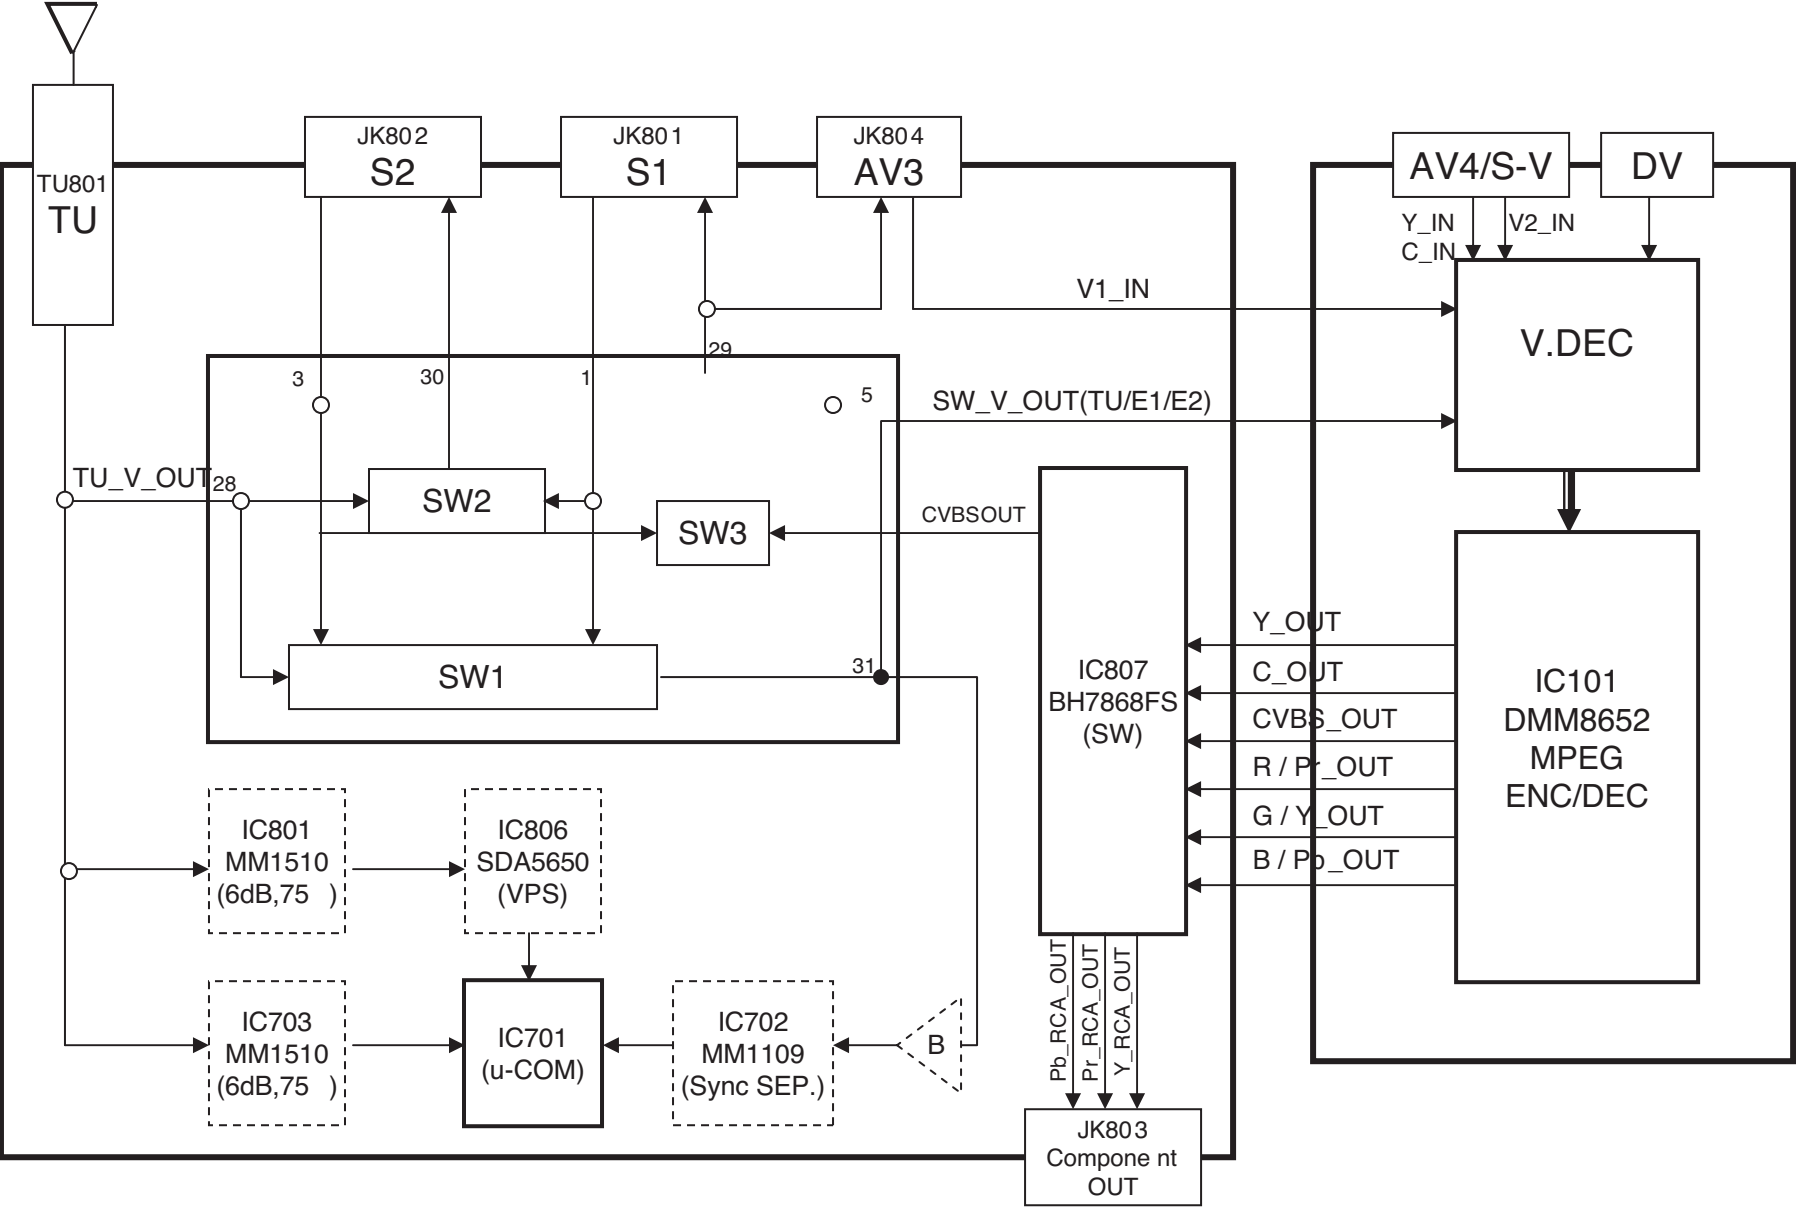 TU801
TU
JK802
S2
JK801
S1
JK804
AV3
AV4/S-V
DV
Y_IN
C_IN
V2_IN
V1_IN
V.DEC
29
3
30
1
5
SW_V_OUT(TU/E1/E2)
TU_V_OUT
28
SW2
SW3
CVBSOUT
SW1
31
IC807
BH7868FS
(SW)
Y_OUT
C_OUT
CVBS_OUT
R / Pr_OUT
G / Y_OUT
B / Pb_OUT
IC101
DMM8652
MPEG
ENC/DEC
IC801
MM1510
(6dB,75 )
IC806
SDA5650
(VPS)
IC703
MM1510
(6dB,75 )
IC701
(u-COM)
IC702
MM1109
(Sync SEP.)
B
Pb_RCA_OUT
Pr_RCA_OUT
Y_RCA_OUT
JK803
Compone nt
OUT